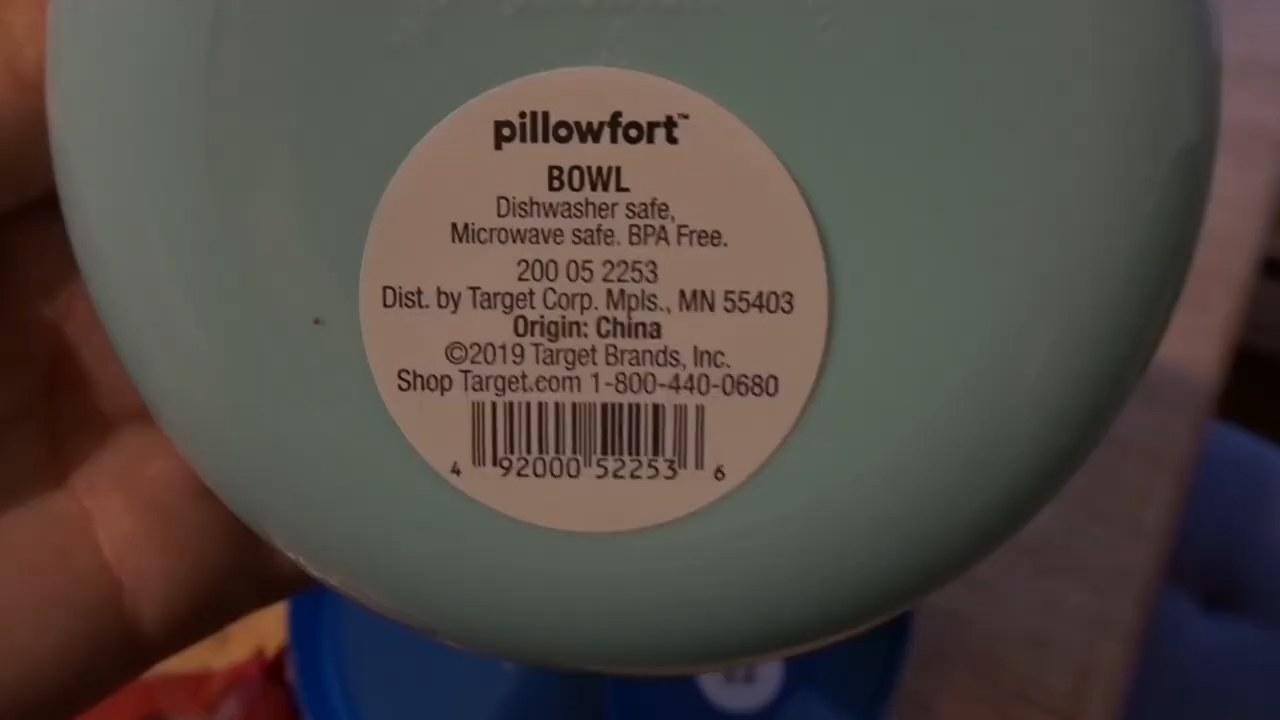 pillowfort™
BOWL
Dishwasher safe,
Microwave safe. BPA Free.
200 05 2253
Dist. by Target Corp. Mpls., MN 55403
Origin: China
©2019 Target Brands, Inc.
Shop Target.com 1-800-440-0680
4 92000 52253 6